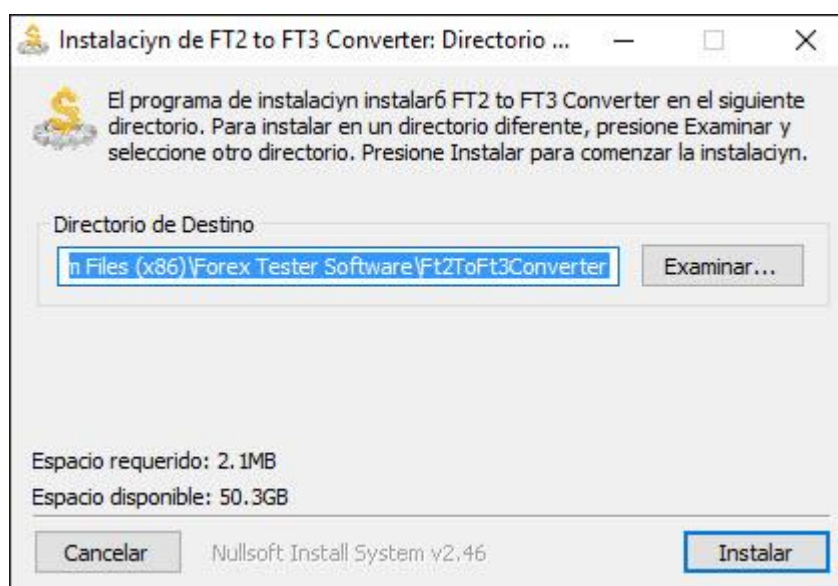 Instalaciyn de FT2 to FT3 Converter: Directorio ...
El programa de instalaciyn instalarб FT2 to FT3 Converter en el siguiente
directorio. Para instalar en un directorio diferente, presione Examinar y
seleccione otro directorio. Presione Instalar para comenzar la instalaciyn.
Directorio de Destino
n Files (x86)\Forex Tester Software\Ft2ToFt3Converter
Examinar...
Espacio requerido: 2.1MB
Espacio disponible: 50.3GB
Cancelar
Nullsoft Install System v2.46
Instalar